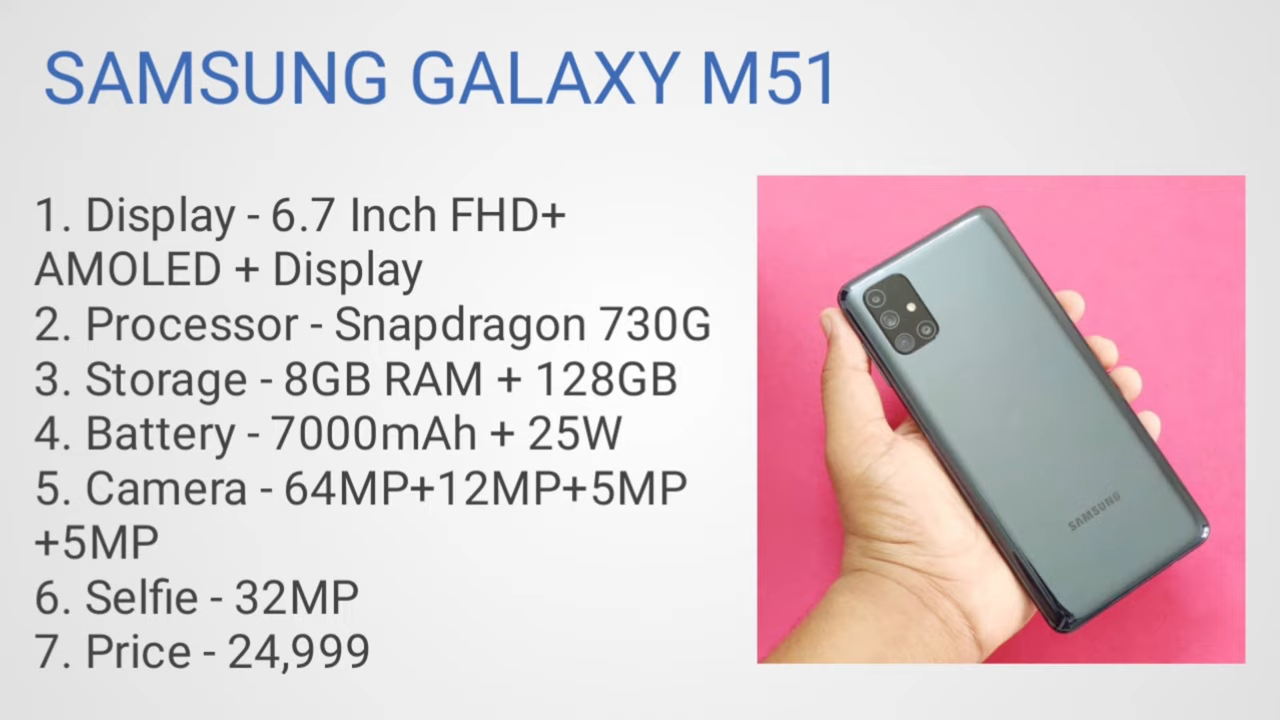 SAMSUNG GALAXY M51
1. Display - 6.7 Inch FHD+
AMOLED + Display
2. Processor - Snapdragon 730G
3. Storage - 8GB RAM + 128GB
4. Battery - 7000mAh + 25W
5. Camera - 64MP+12MP+5MP
+5MP
6. Selfie - 32MP
7. Price - 24,999
SAMSUNG